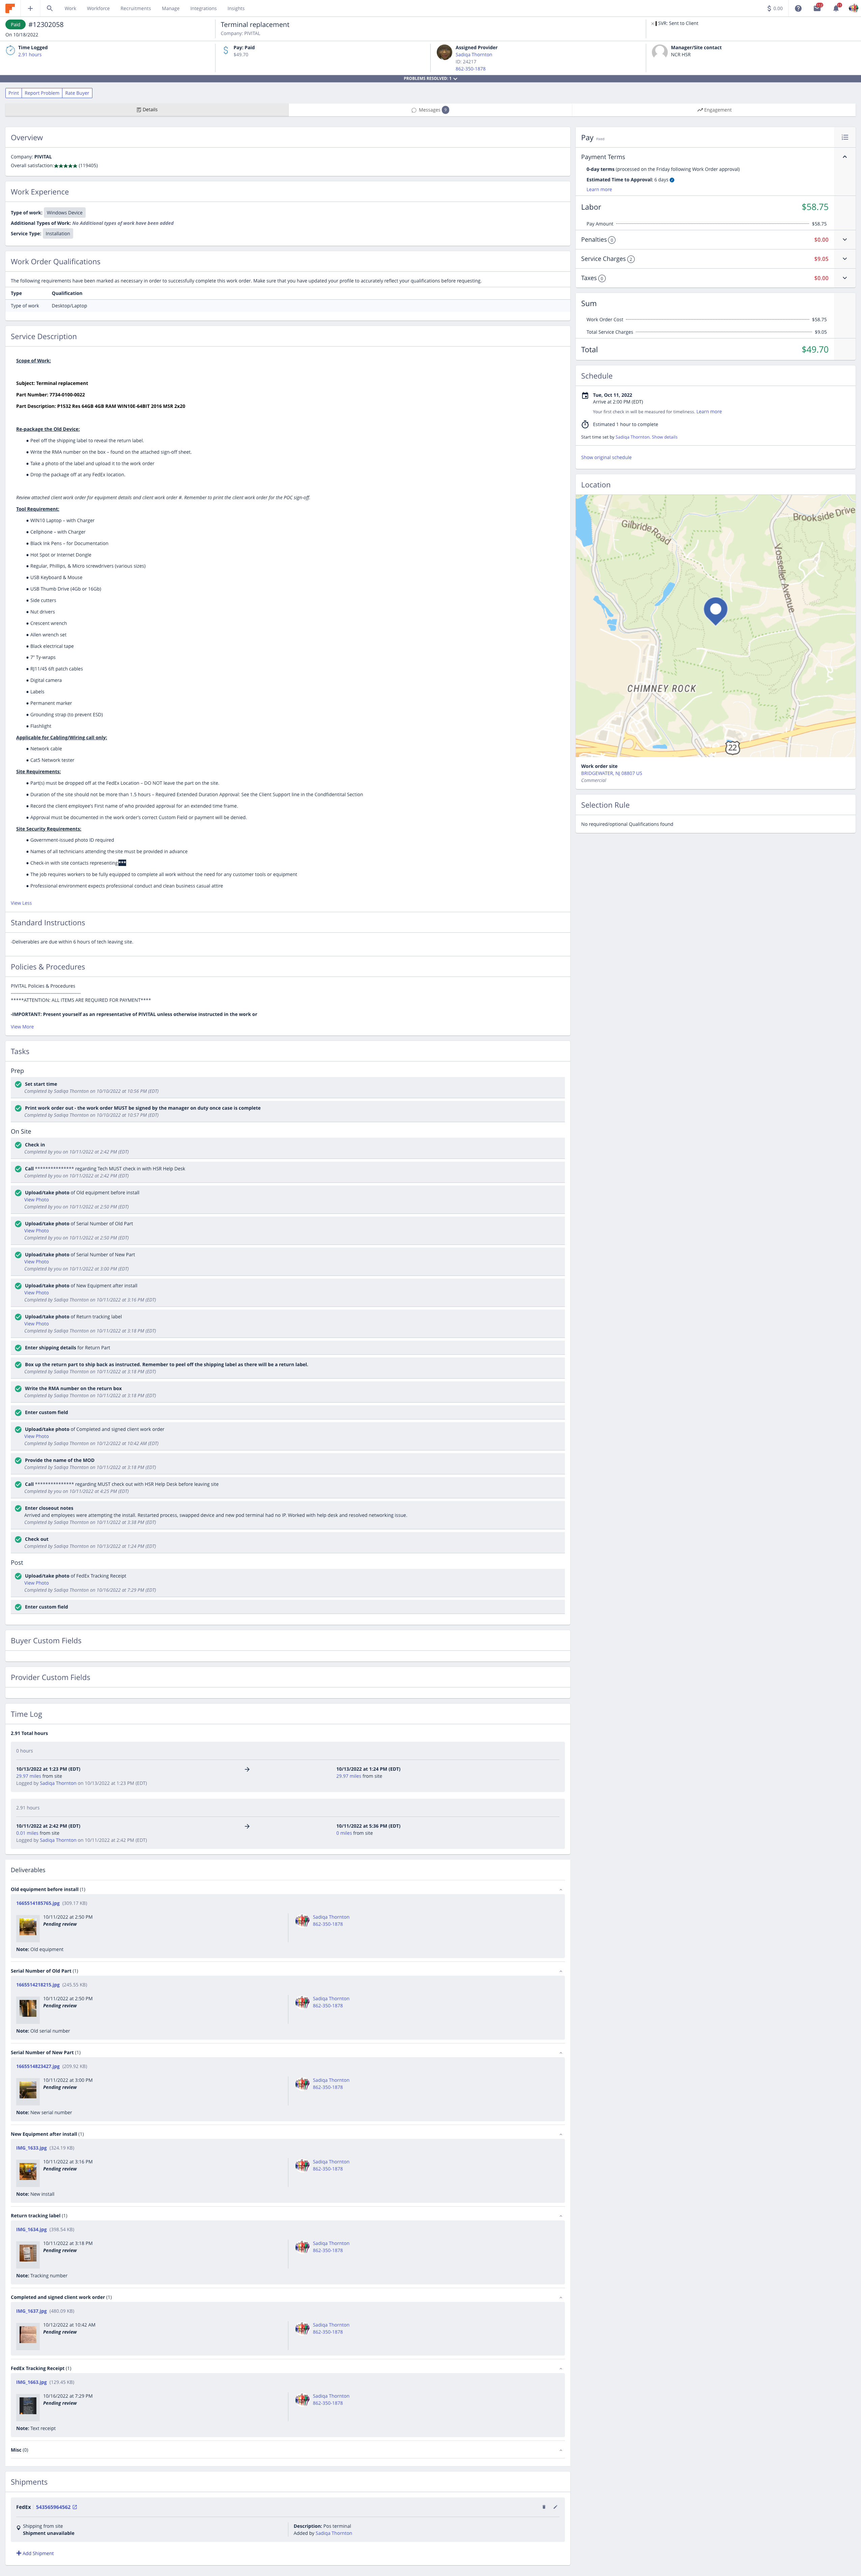 Work
Workforce
Recruitments
Manage
Integrations
Insights
$ 0.00
Paid #12302058
On 10/18/2022
Terminal replacement
Company: PIVITAL
SVR: Sent to Client
Time Logged
2.91 hours
Pay: Paid
$49.70
Assigned Provider
Sadiqa Thornton
ID: 24217
862-350-1878
Manager/Site contact
NCR HSR
PROBLEMS RESOLVED: 1
Print
Report Problem
Rate Buyer
Details
Messages
Engagement
Overview
Company: PIVITAL
Overall satisfaction: ★★★★★ (119405)
Work Experience
Type of work: Windows Device
Additional Types of Work: No Additional types of work have been added
Service Type: Installation
Work Order Qualifications
The following requirements have been marked as necessary in order to successfully complete this work order. Make sure that you have updated your profile to accurately reflect your qualifications before requesting.
Type Qualification
Type of work Desktop/Laptop
Service Description
Scope of Work:
Subject: Terminal replacement
Part Number: 7734-0100-0022
Part Description: P1532 Res 64GB 4GB RAM WIN10E-64BIT 2016 MSR 2x20
Re-package the Old Device:
● Peel off the shipping label to reveal the return label.
● Write the RMA number on the box – found on the attached sign-off sheet.
● Take a photo of the label and upload it to the work order
● Drop the package off at any FedEx location.
Review attached client work order for equipment details and client work order #. Remember to print the client work order for the POC sign-off.
Tool Requirement:
● WIN10 Laptop – with Charger
● Cellphone – with Charger
● Black Ink Pens – for Documentation
● Hot Spot or Internet Dongle
● Regular, Phillips, & Micro screwdrivers (various sizes)
● USB Keyboard & Mouse
● USB Thumb Drive (4Gb or 16Gb)
● Side cutters
● Nut drivers
● Crescent wrench
● Allen wrench set
● Black electrical tape
● 7" Ty-wraps
● RJ11/45 6ft patch cables
● Digital camera
● Labels
● Permanent marker
● Grounding strap (to prevent ESD)
● Flashlight
Applicable for Cabling/Wiring call only:
● Network cable
● Cat5 Network tester
Site Requirements:
● Part(s) must be dropped off at the FedEx Location – DO NOT leave the part on the site.
● Duration of the site should not be more than 1.5 hours – Required Extended Duration Approval: See the Client Support line in the Condfidentital Section
● Record the client employee's First name of who provided approval for an extended time frame.
● Approval must be documented in the work order's correct Custom Field or payment will be denied.
Site Security Requirements:
● Government-issued photo ID required
● Names of all technicians attending the site must be provided in advance
● Check-in with site contacts representing NCR
● The job requires workers to be fully equipped to complete all work without the need for any customer tools or equipment
● Professional environment expects professional conduct and clean business casual attire
View Less
Standard Instructions
-Deliverables are due within 6 hours of tech leaving site.
Policies & Procedures
PIVITAL Policies & Procedures
*****ATTENTION: ALL ITEMS ARE REQUIRED FOR PAYMENT****
-IMPORTANT: Present yourself as an representative of PIVITAL unless otherwise instructed in the work or
View More
Tasks
Prep
Set start time
Completed by Sadiqa Thornton on 10/10/2022 at 10:56 PM (EDT)
Print work order out - the work order MUST be signed by the manager on duty once case is complete
Completed by Sadiqa Thornton on 10/10/2022 at 10:57 PM (EDT)
On Site
Check in
Completed by you on 10/11/2022 at 2:42 PM (EDT)
Call *************** regarding Tech MUST check in with HSR Help Desk
Completed by you on 10/11/2022 at 2:42 PM (EDT)
Upload/take photo of Old equipment before install
View Photo
Completed by you on 10/11/2022 at 2:50 PM (EDT)
Upload/take photo of Serial Number of Old Part
View Photo
Completed by you on 10/11/2022 at 2:50 PM (EDT)
Upload/take photo of Serial Number of New Part
View Photo
Completed by you on 10/11/2022 at 3:00 PM (EDT)
Upload/take photo of New Equipment after Install
View Photo
Completed by Sadiqa Thornton on 10/11/2022 at 3:16 PM (EDT)
Upload/take photo of Return tracking label
View Photo
Completed by Sadiqa Thornton on 10/11/2022 at 3:18 PM (EDT)
Enter shipping details for Return Part
Box up the return part to ship back as instructed. Remember to peel off the shipping label as there will be a return label.
Completed by Sadiqa Thornton on 10/11/2022 at 3:18 PM (EDT)
Write the RMA number on the return box
Completed by Sadiqa Thornton on 10/11/2022 at 3:18 PM (EDT)
Enter custom field
Upload/take photo of Completed and signed client work order
View Photo
Completed by Sadiqa Thornton on 10/12/2022 at 10:42 AM (EDT)
Provide the name of the MOD
Completed by Sadiqa Thornton on 10/11/2022 at 3:18 PM (EDT)
Call *************** regarding MUST check out with HSR Help Desk before leaving site
Completed by you on 10/11/2022 at 4:25 PM (EDT)
Enter closeout notes
Arrived and employees were attempting the install. Restarted process, swapped device and new pod terminal had no IP. Worked with help desk and resolved networking issue.
Completed by Sadiqa Thornton on 10/11/2022 at 5:38 PM (EDT)
Check out
Completed by Sadiqa Thornton on 10/13/2022 at 1:24 PM (EDT)
Post
Upload/take photo of FedEx Tracking Receipt
View Photo
Completed by Sadiqa Thornton on 10/16/2022 at 7:29 PM (EDT)
Enter custom field
Buyer Custom Fields
Provider Custom Fields
Time Log
2.91 Total hours
0 hours
10/13/2022 at 1:23 PM (EDT) 10/13/2022 at 1:24 PM (EDT)
29.97 miles from site 29.97 miles from site
Logged by Sadiqa Thornton on 10/13/2022 at 1:23 PM (EDT)
2.91 hours
10/11/2022 at 2:42 PM (EDT) 10/11/2022 at 5:36 PM (EDT)
0.01 miles from site 0 miles from site
Logged by Sadiqa Thornton on 10/11/2022 at 2:42 PM (EDT)
Deliverables
Old equipment before install (1)
1665514185765.jpg (309.17 KB)
10/11/2022 at 2:50 PM
Pending review
Sadiqa Thornton
862-350-1878
Note: Old equipment
Serial Number of Old Part (1)
1665514218215.jpg (245.55 KB)
10/11/2022 at 2:50 PM
Pending review
Sadiqa Thornton
862-350-1878
Note: Old serial number
Serial Number of New Part (1)
1665514823427.jpg (209.92 KB)
10/11/2022 at 3:00 PM
Pending review
Sadiqa Thornton
862-350-1878
Note: New serial number
New Equipment after Install (1)
IMG_1633.jpg (324.19 KB)
10/11/2022 at 3:16 PM
Pending review
Sadiqa Thornton
862-350-1878
Note: New install
Return tracking label (1)
IMG_1634.jpg (398.54 KB)
10/11/2022 at 3:18 PM
Pending review
Sadiqa Thornton
862-350-1878
Note: Tracking number
Completed and signed client work order (1)
IMG_1637.jpg (480.09 KB)
10/12/2022 at 10:42 AM
Pending review
Sadiqa Thornton
862-350-1878
FedEx Tracking Receipt (1)
IMG_1663.jpg (129.45 KB)
10/16/2022 at 7:29 PM
Pending review
Sadiqa Thornton
862-350-1878
Note: Text receipt
Misc (0)
Shipments
FedEx 543565964562
Shipping from site
Shipment unavailable
Description: Pos terminal
Added by Sadiqa Thornton
Add Shipment
Pay PAID
Payment Terms
0-day terms (processed on the Friday following Work Order approval)
Estimated Time to Approval: 6 days
Learn more
Labor $58.75
Pay Amount $58.75
Penalties 0 $0.00
Service Charges 2 $9.05
Taxes 0 $0.00
Sum
Work Order Cost $58.75
Total Service Charges $9.05
Total $49.70
Schedule
Tue, Oct 11, 2022
Arrive at 2:00 PM (EDT)
Your first check in will be measured for timeliness. Learn more
Estimated 1 hour to complete
Start time set by Sadiqa Thornton. Show details
Show original schedule
Location
Gilbride Road
Brookside Drive
Vosseller Avenue
CHIMNEY ROCK
22
Work order site
BRIDGEWATER, NJ 08807 US
Commercial
Selection Rule
No required/optional Qualifications found